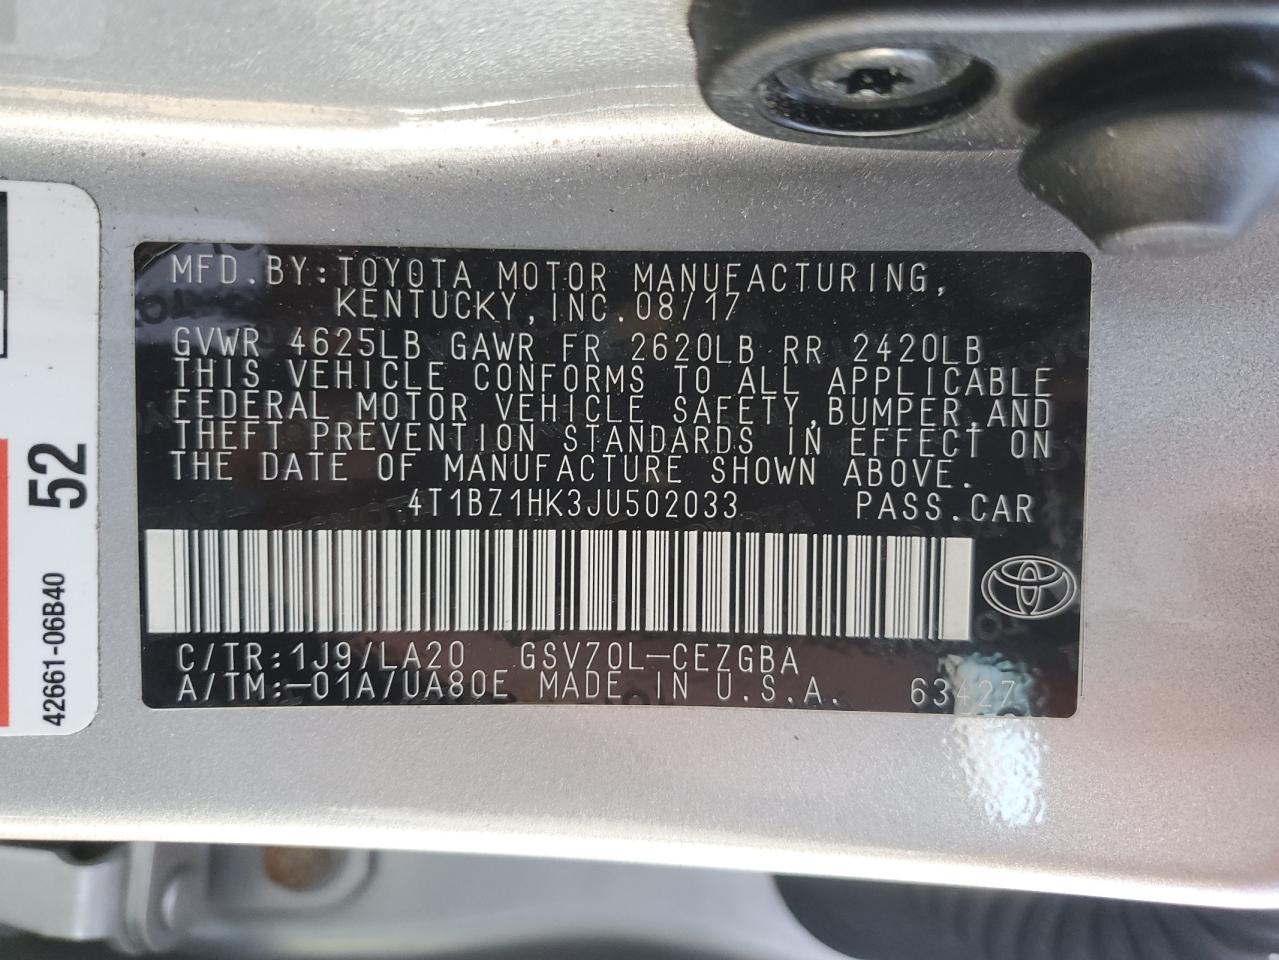 MFD.BY:TOYOTA MOTOR MANUFACTURING,
KENTUCKY,INC.08/17
GVWR 4625LB GAWR FR 2620LB RR 2420LB
THIS VEHICLE CONFORMS TO ALL APPLICABLE
FEDERAL MOTOR VEHICLE SAFETY,BUMPER,AND
THEFT PREVENTION STANDARDS IN EFFECT ON
THE DATE OF MANUFACTURE SHOWN ABOVE.
4T1BZ1HK3JU502033 PASS.CAR
C/TR:1J9/LA20 GSV70L-CEZGBA
A/TM:-01A7UA80E MADE IN U.S.A. 63427
52
42661-06B40